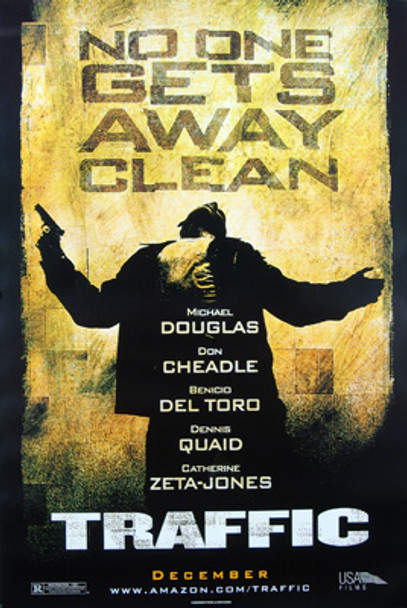 NO ONE
GETS
AWAY
CLEAN
MICHAEL
DOUGLAS
DON
CHEADLE
BENICIO
DEL TORO
DENNIS
QUAID
CATHERINE
ZETA-JONES
TRAFFIC
DECEMBER
WWW.AMAZON.COM/TRAFFIC
R
USA
FILMS